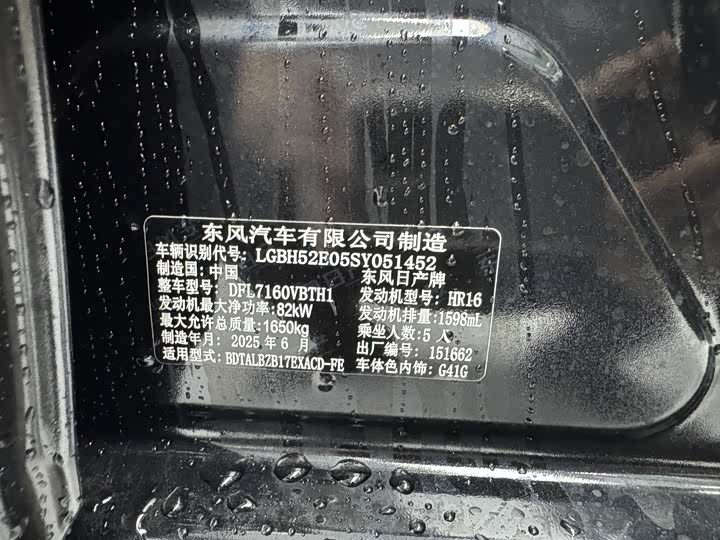 东风汽车有限公司制造
车辆识别代号: LGBH52E05SY051452
制造国: 中国 东风日产牌
整车型号: DFL7160VBTH1 发动机型号: HR16
发动机最大净功率: 82kW 发动机排量: 1598mL
最大允许总质量: 1650kg 乘坐人数: 5 人
制造年月: 2025 年 6 月 出厂编号: 151662
适用型式: BDTALBZB17EXACD-FE 车体色内饰: G41G